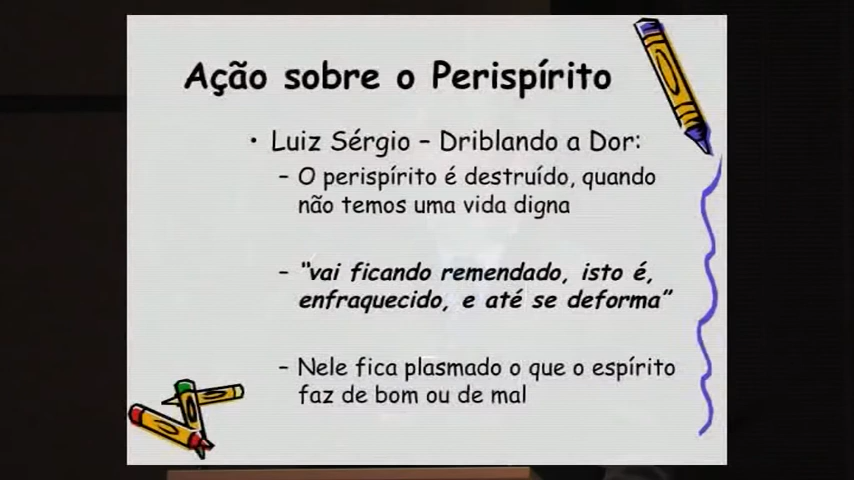 Ação sobre o Perispírito
• Luiz Sérgio – Driblando a Dor:
– O perispírito é destruído, quando
não temos uma vida digna
– "vai ficando remendado, isto é,
enfraquecido, e até se deforma”
– Nele fica plasmado o que o espírito
faz de bom ou de mal